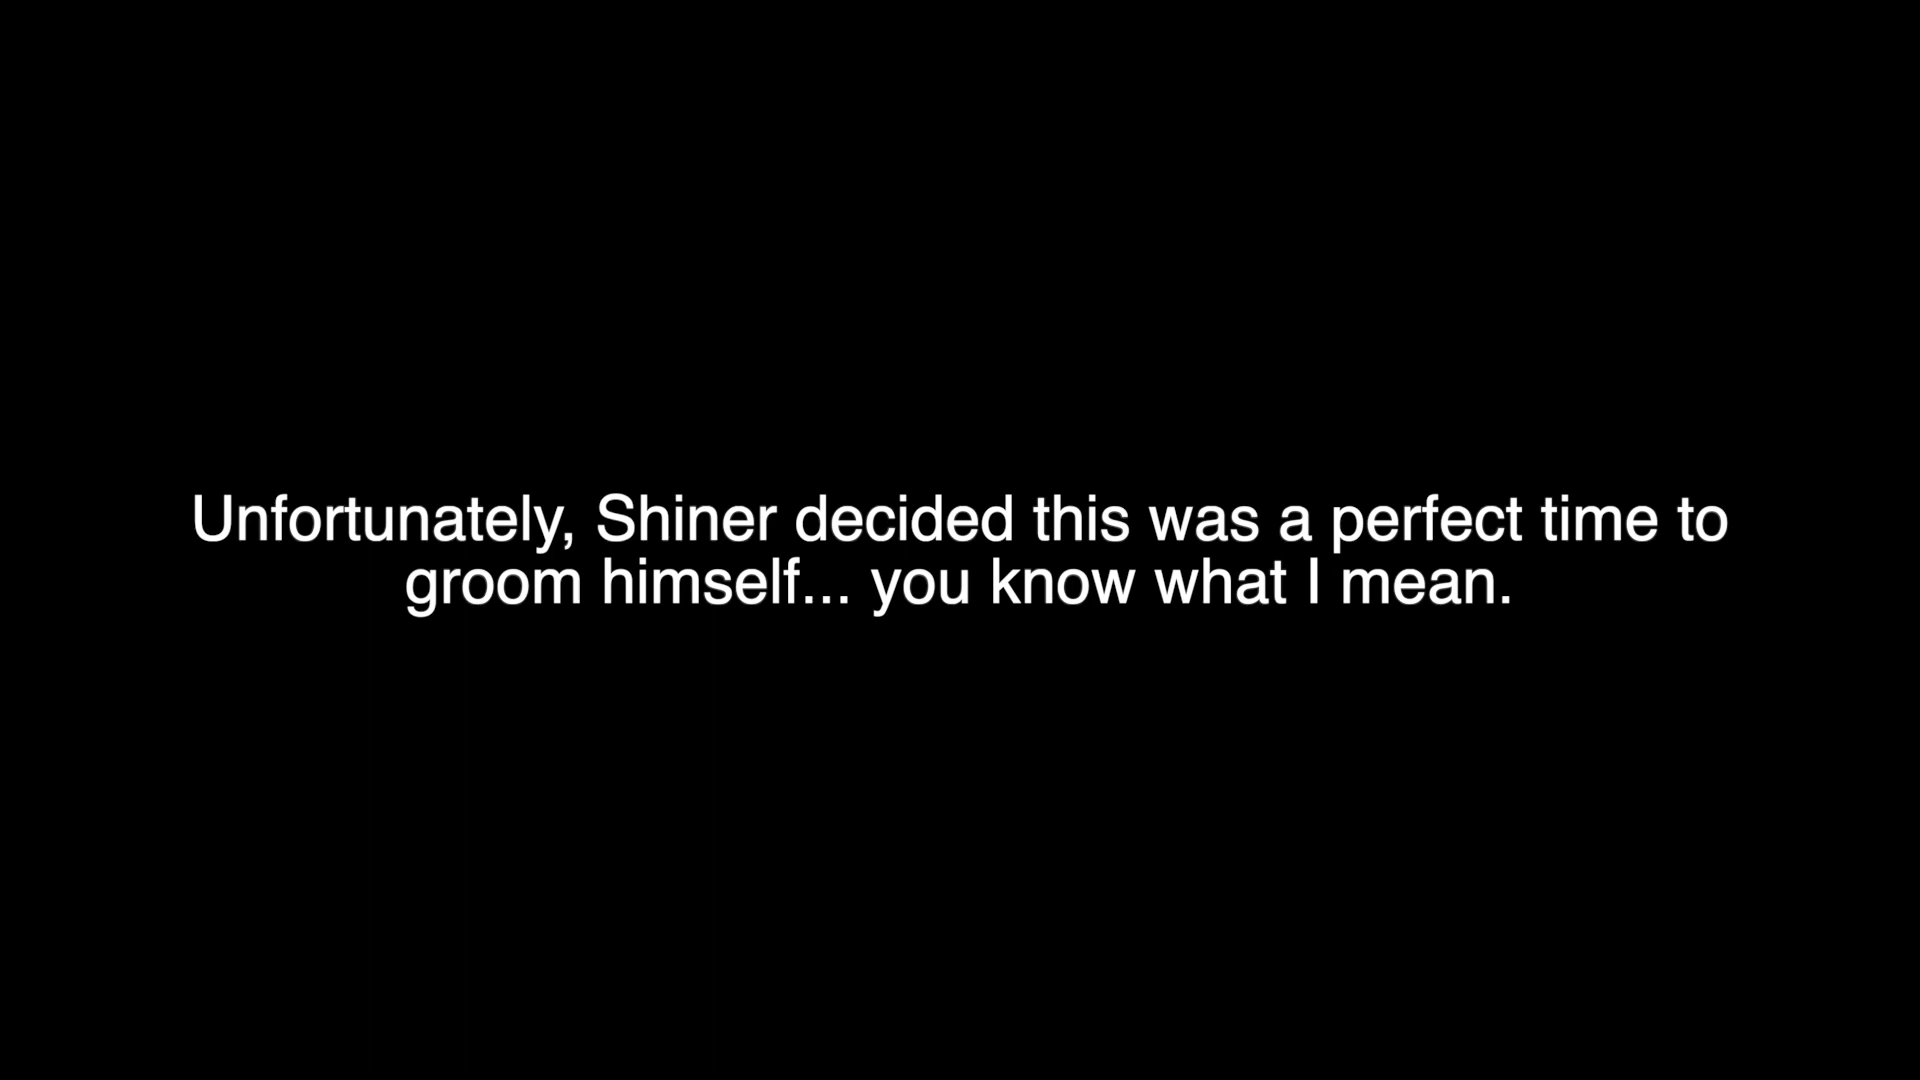 Unfortunately, Shiner decided this was a perfect time to
groom himself... you know what I mean.